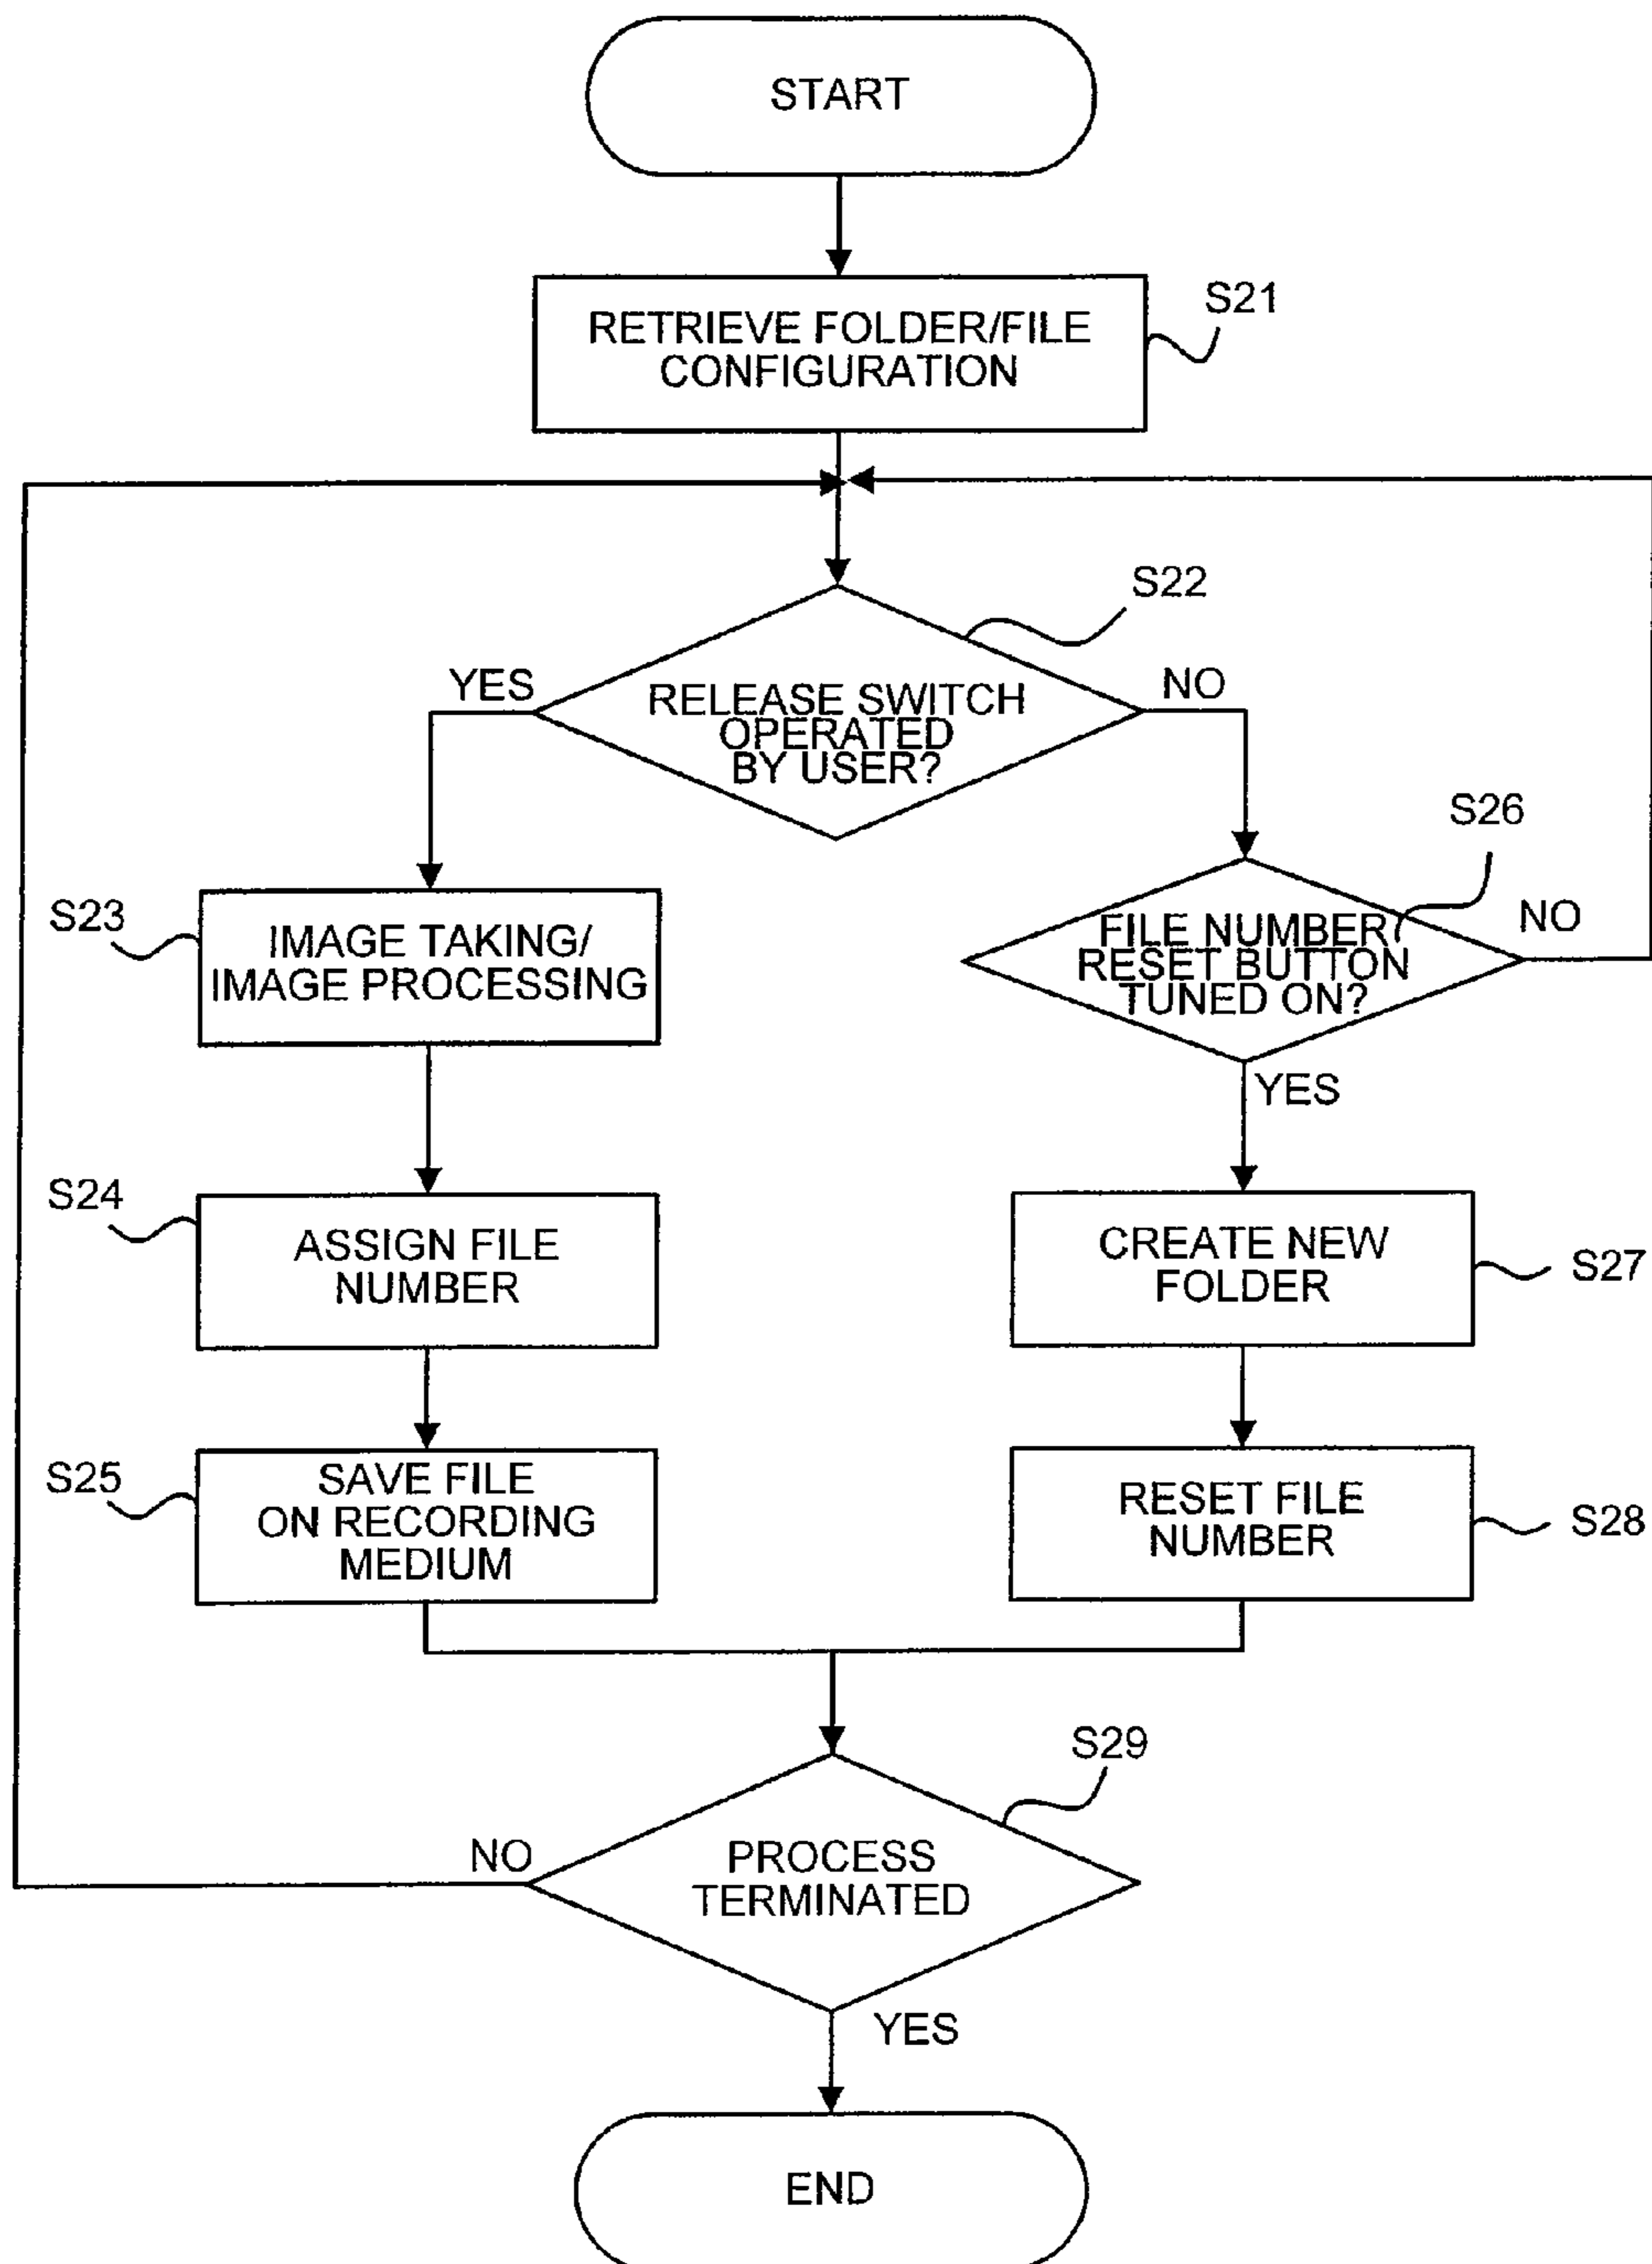 START
RETRIEVE FOLDER/FILE
CONFIGURATION
S21
S22
YES
RELEASE SWITCH
OPERATED
BY USER?
NO
S26
S23
IMAGE TAKING/
IMAGE PROCESSING
FILE NUMBER
RESET BUTTON
TUNED ON?
NO
YES
S24
ASSIGN FILE
NUMBER
CREATE NEW
FOLDER
S27
S25
SAVE FILE
ON RECORDING
MEDIUM
RESET FILE
NUMBER
S28
S29
NO
PROCESS
TERMINATED
YES
END